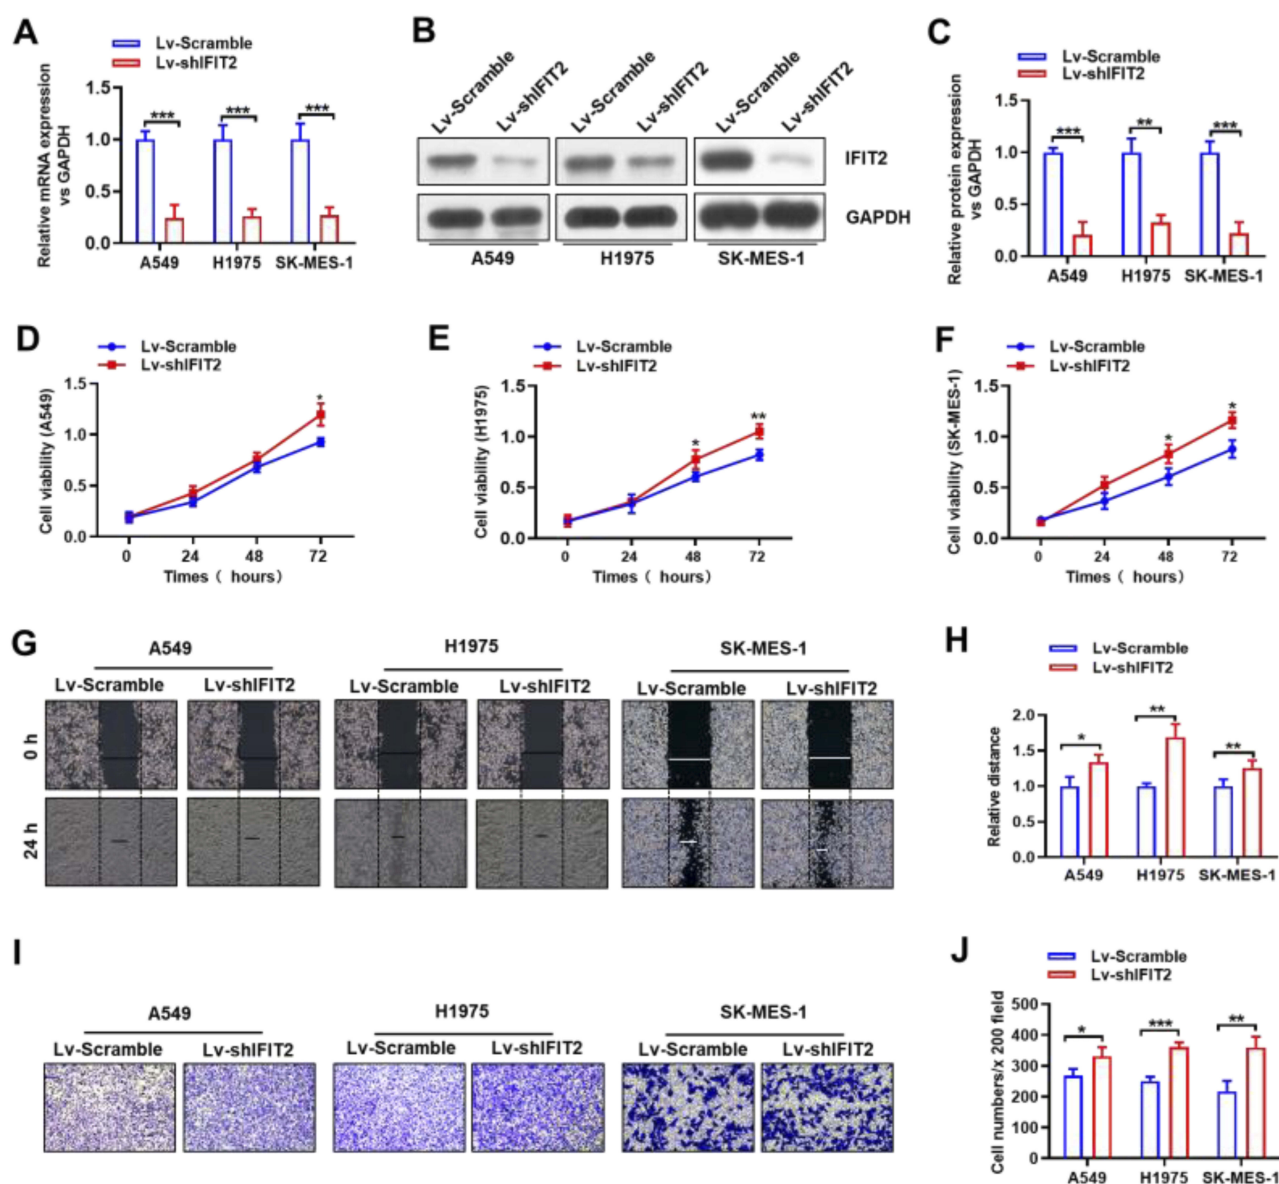 A
Lv-Scramble
Lv-shIFIT2
Relative mRNA expression
vs GAPDH
1.5
1.0
0.5
0.0
***
***
***
A549
H1975
SK-MES-1
B
Lv-Scramble
Lv-shIFIT2
Lv-Scramble
Lv-shIFIT2
Lv-Scramble
Lv-shIFIT2
IFIT2
GAPDH
A549
H1975
SK-MES-1
C
Lv-Scramble
Lv-shIFIT2
Relative protein expression
vs GAPDH
1.5
1.0
0.5
0.0
***
**
***
A549
H1975
SK-MES-1
D
Lv-Scramble
Lv-shIFIT2
Cell viability (A549)
1.5
1.0
0.5
0.0
*
0
24
48
72
Times ( hours)
E
Lv-Scramble
Lv-shIFIT2
Cell viability (H1975)
1.5
1.0
0.5
0.0
*
**
0
24
48
72
Times ( hours)
F
Lv-Scramble
Lv-shIFIT2
Cell viability (SK-MES-1)
1.5
1.0
0.5
0.0
*
*
0
24
48
72
Times ( hours)
G
A549
H1975
SK-MES-1
Lv-Scramble
Lv-shIFIT2
Lv-Scramble
Lv-shIFIT2
Lv-Scramble
Lv-shIFIT2
0 h
24 h
H
Lv-Scramble
Lv-shIFIT2
Relative distance
2.0
1.5
1.0
0.5
0.0
*
**
**
A549
H1975
SK-MES-1
I
A549
H1975
SK-MES-1
Lv-Scramble
Lv-shIFIT2
Lv-Scramble
Lv-shIFIT2
Lv-Scramble
Lv-shIFIT2
J
Lv-Scramble
Lv-shIFIT2
Cell numbers/x 200 field
500
400
300
200
100
0
*
***
**
A549
H1975
SK-MES-1